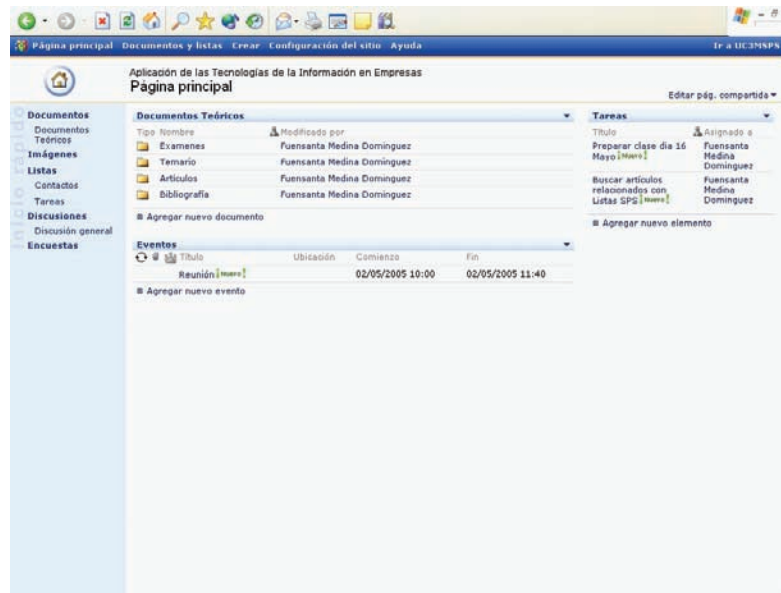 Página principal Documentos y listas Crear Configuración del sitio Ayuda Ir a UC3MSPS
Aplicación de las Tecnologías de la Información en Empresas
Página principal
Editar pág. compartida
Documentos
Documentos
Teóricos
Imágenes
Listas
Contactos
Tareas
Discusiones
Discusión general
Encuestas
Documentos Teóricos
Tipo Nombre Modificado por
Examenes Fuensanta Medina Dominguez
Temario Fuensanta Medina Dominguez
Articulos Fuensanta Medina Dominguez
Bibliografía Fuensanta Medina Dominguez
Agregar nuevo documento
Eventos
Título Ubicación Comienzo Fin
Reunión Nuevo 02/05/2005 10:00 02/05/2005 11:40
Agregar nuevo evento
Tareas
Título Asignado a
Preparar clase dia 16
Mayo Nuevo
Fuensanta
Medina
Dominguez
Buscar artículos
relacionados con
Listas SPS Nuevo
Fuensanta
Medina
Dominguez
Agregar nuevo elemento